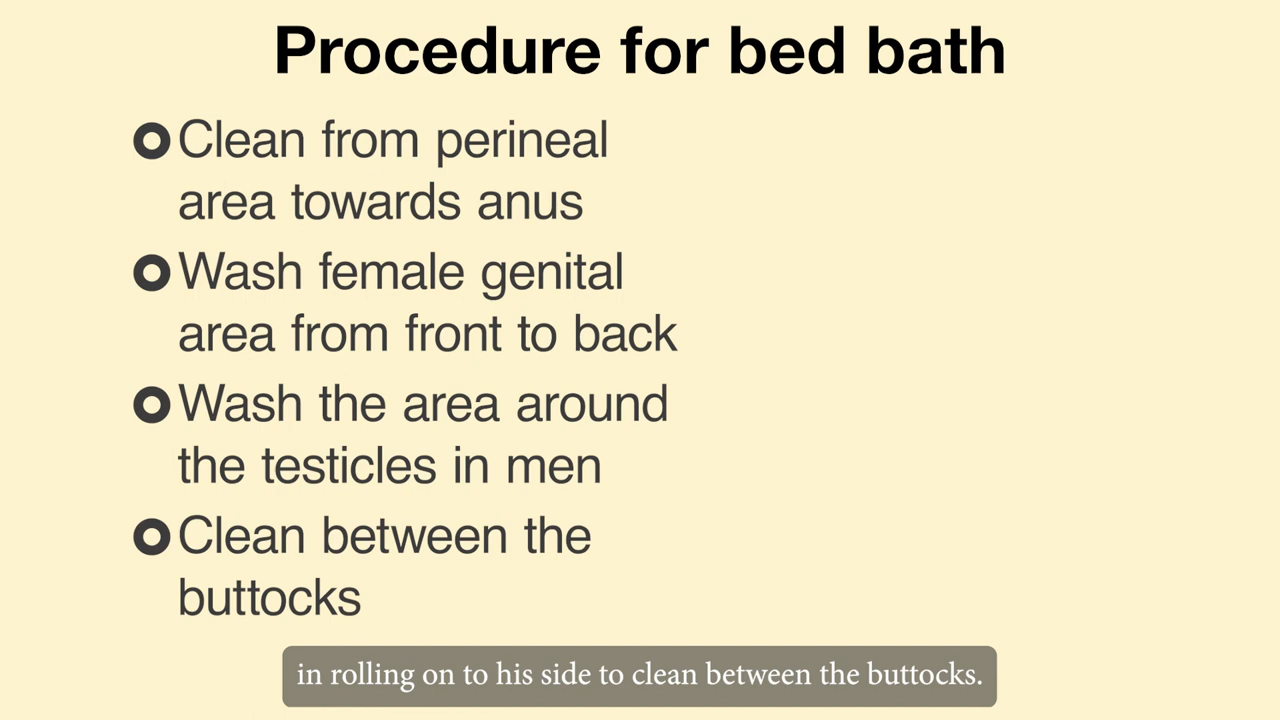 Procedure for bed bath
Clean from perineal
area towards anus
Wash female genital
area from front to back
Wash the area around
the testicles in men
Clean between the
buttocks
in rolling on to his side to clean between the buttocks.